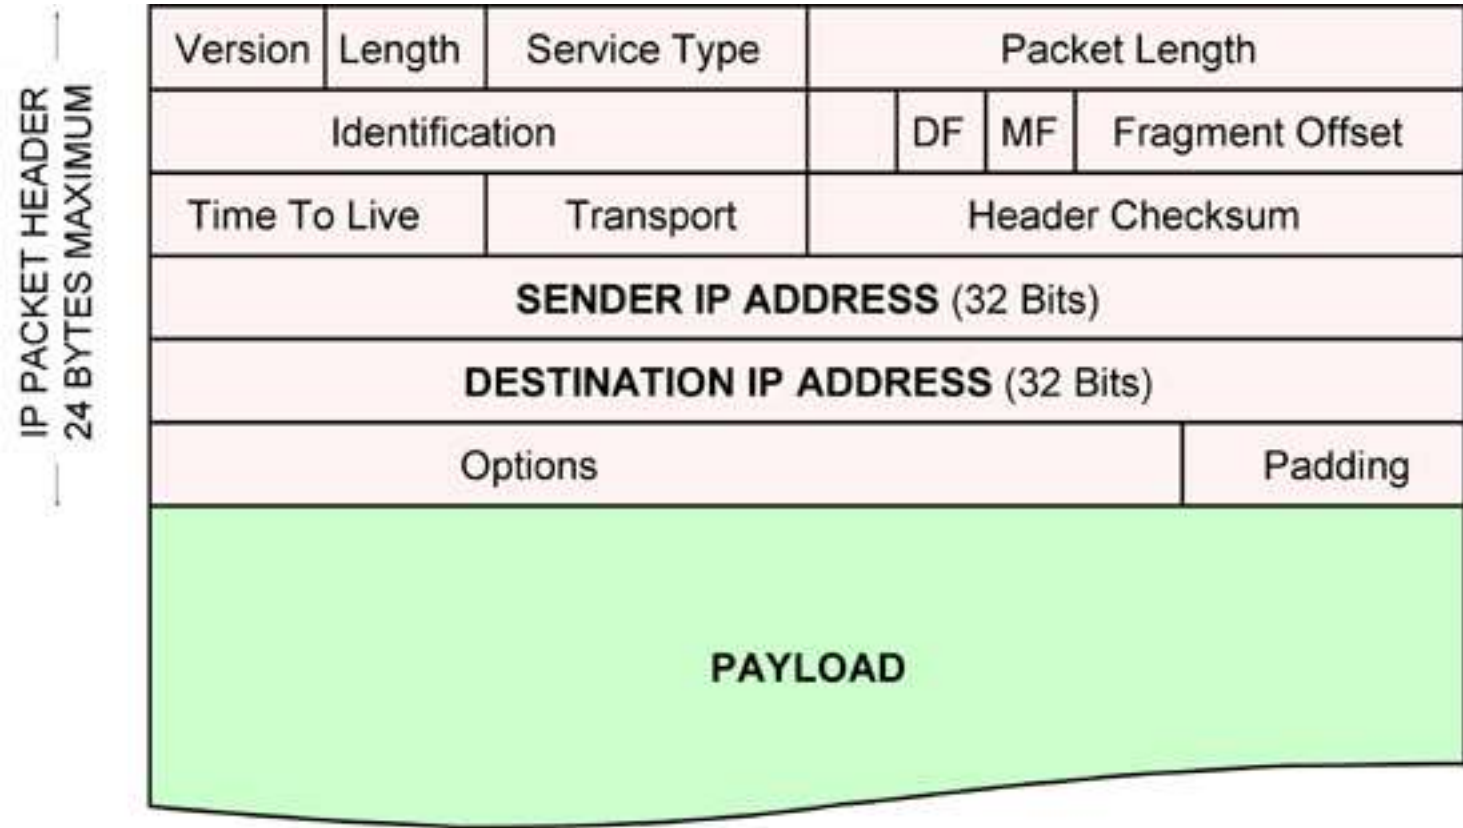 IP PACKET HEADER
24 BYTES MAXIMUM
Version Length Service Type Packet Length
Identification DF MF Fragment Offset
Time To Live Transport Header Checksum
SENDER IP ADDRESS (32 Bits)
DESTINATION IP ADDRESS (32 Bits)
Options Padding
PAYLOAD